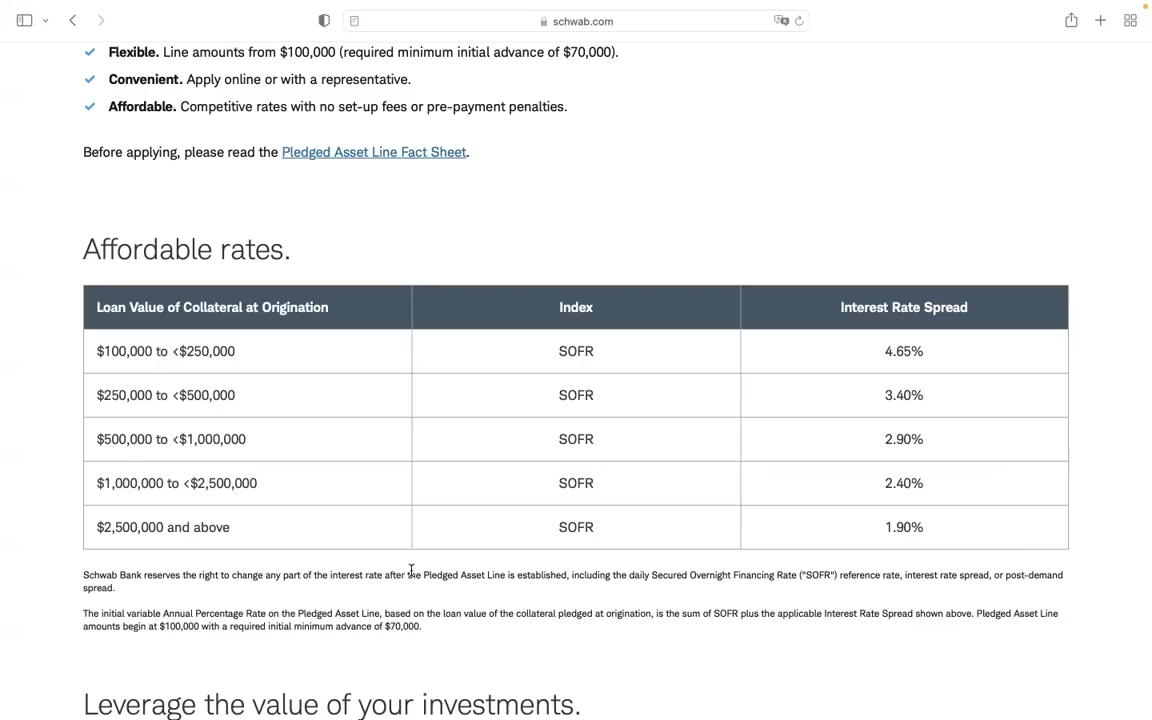 schwab.com
Flexible. Line amounts from $100,000 (required minimum initial advance of $70,000).
Convenient. Apply online or with a representative.
Affordable. Competitive rates with no set-up fees or pre-payment penalties.
Before applying, please read the Pledged Asset Line Fact Sheet.
Affordable rates.
Loan Value of Collateral at Origination Index Interest Rate Spread
$100,000 to <$250,000 SOFR 4.65%
$250,000 to <$500,000 SOFR 3.40%
$500,000 to <$1,000,000 SOFR 2.90%
$1,000,000 to <$2,500,000 SOFR 2.40%
$2,500,000 and above SOFR 1.90%
Schwab Bank reserves the right to change any part of the interest rate after the Pledged Asset Line is established, including the daily Secured Overnight Financing Rate ("SOFR") reference rate, interest rate spread, or post-demand
spread.
The initial variable Annual Percentage Rate on the Pledged Asset Line, based on the loan value of the collateral pledged at origination, is the sum of SOFR plus the applicable Interest Rate Spread shown above. Pledged Asset Line
amounts begin at $100,000 with a required initial minimum advance of $70,000.
Leverage the value of your investments.